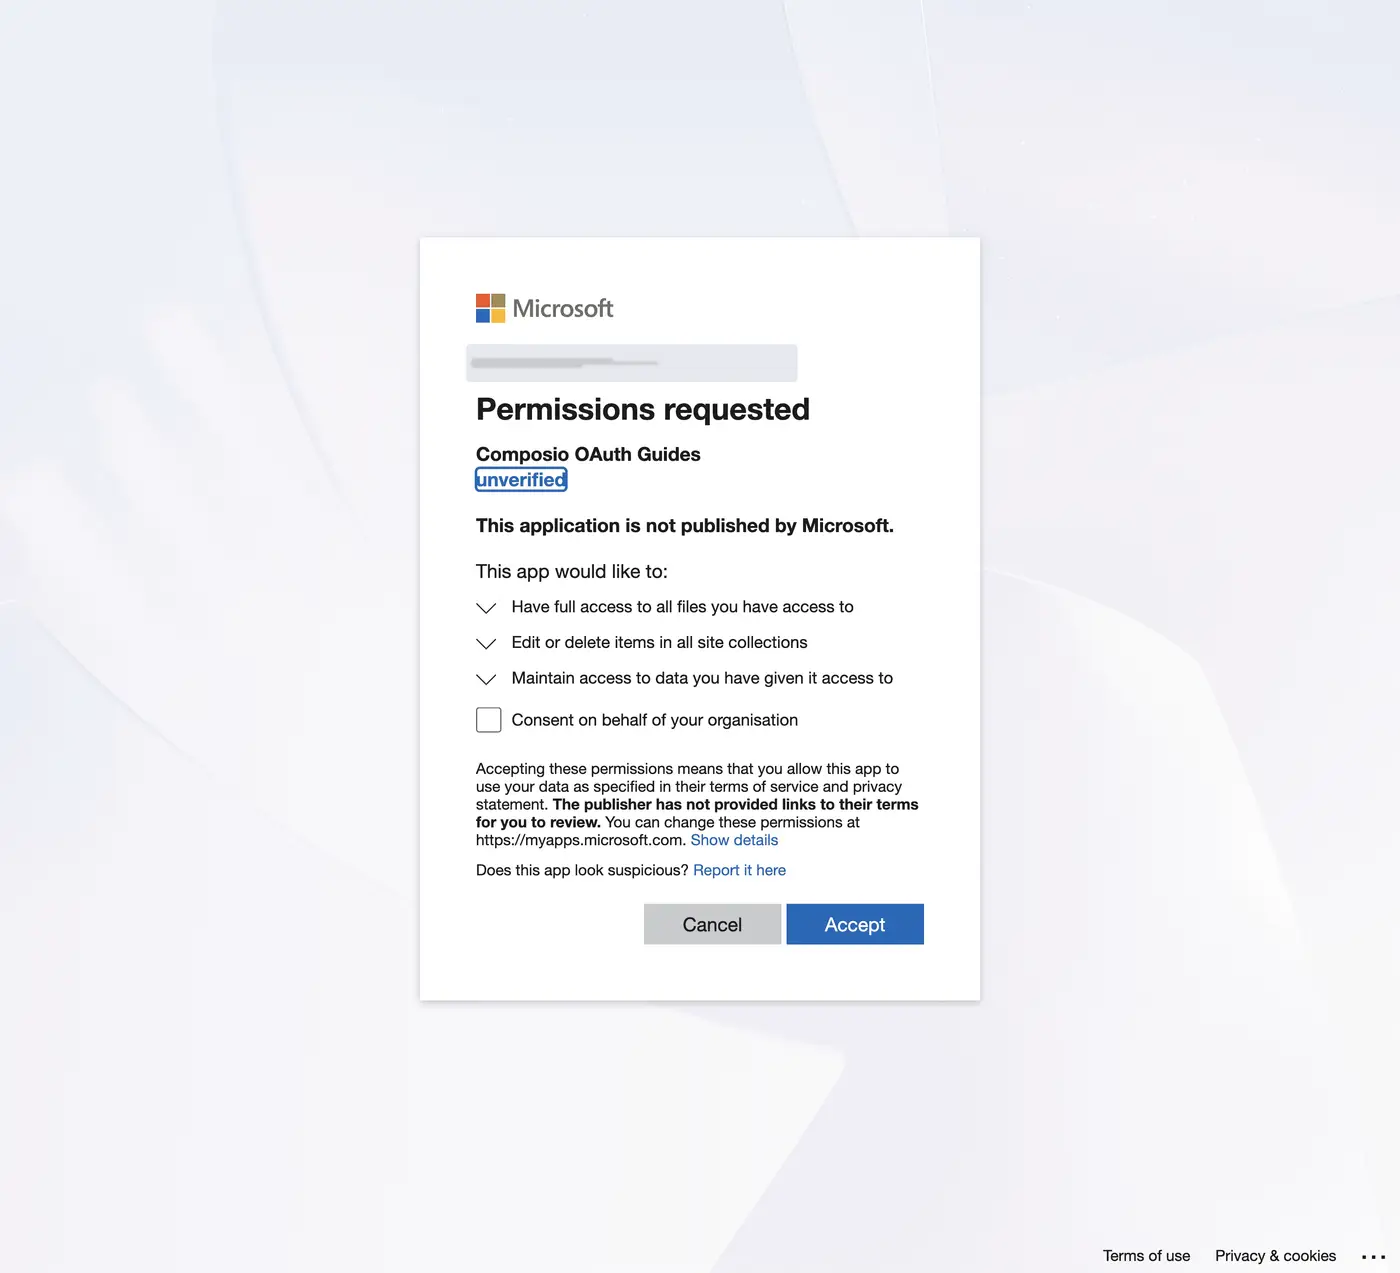 Microsoft
Permissions requested
Composio OAuth Guides
unverified
This application is not published by Microsoft.
This app would like to:
Have full access to all files you have access to
Edit or delete items in all site collections
Maintain access to data you have given it access to
Consent on behalf of your organisation
Accepting these permissions means that you allow this app to
use your data as specified in their terms of service and privacy
statement. The publisher has not provided links to their terms
for you to review. You can change these permissions at
https://myapps.microsoft.com. Show details
Does this app look suspicious? Report it here
Cancel Accept
Terms of use Privacy & cookies ...